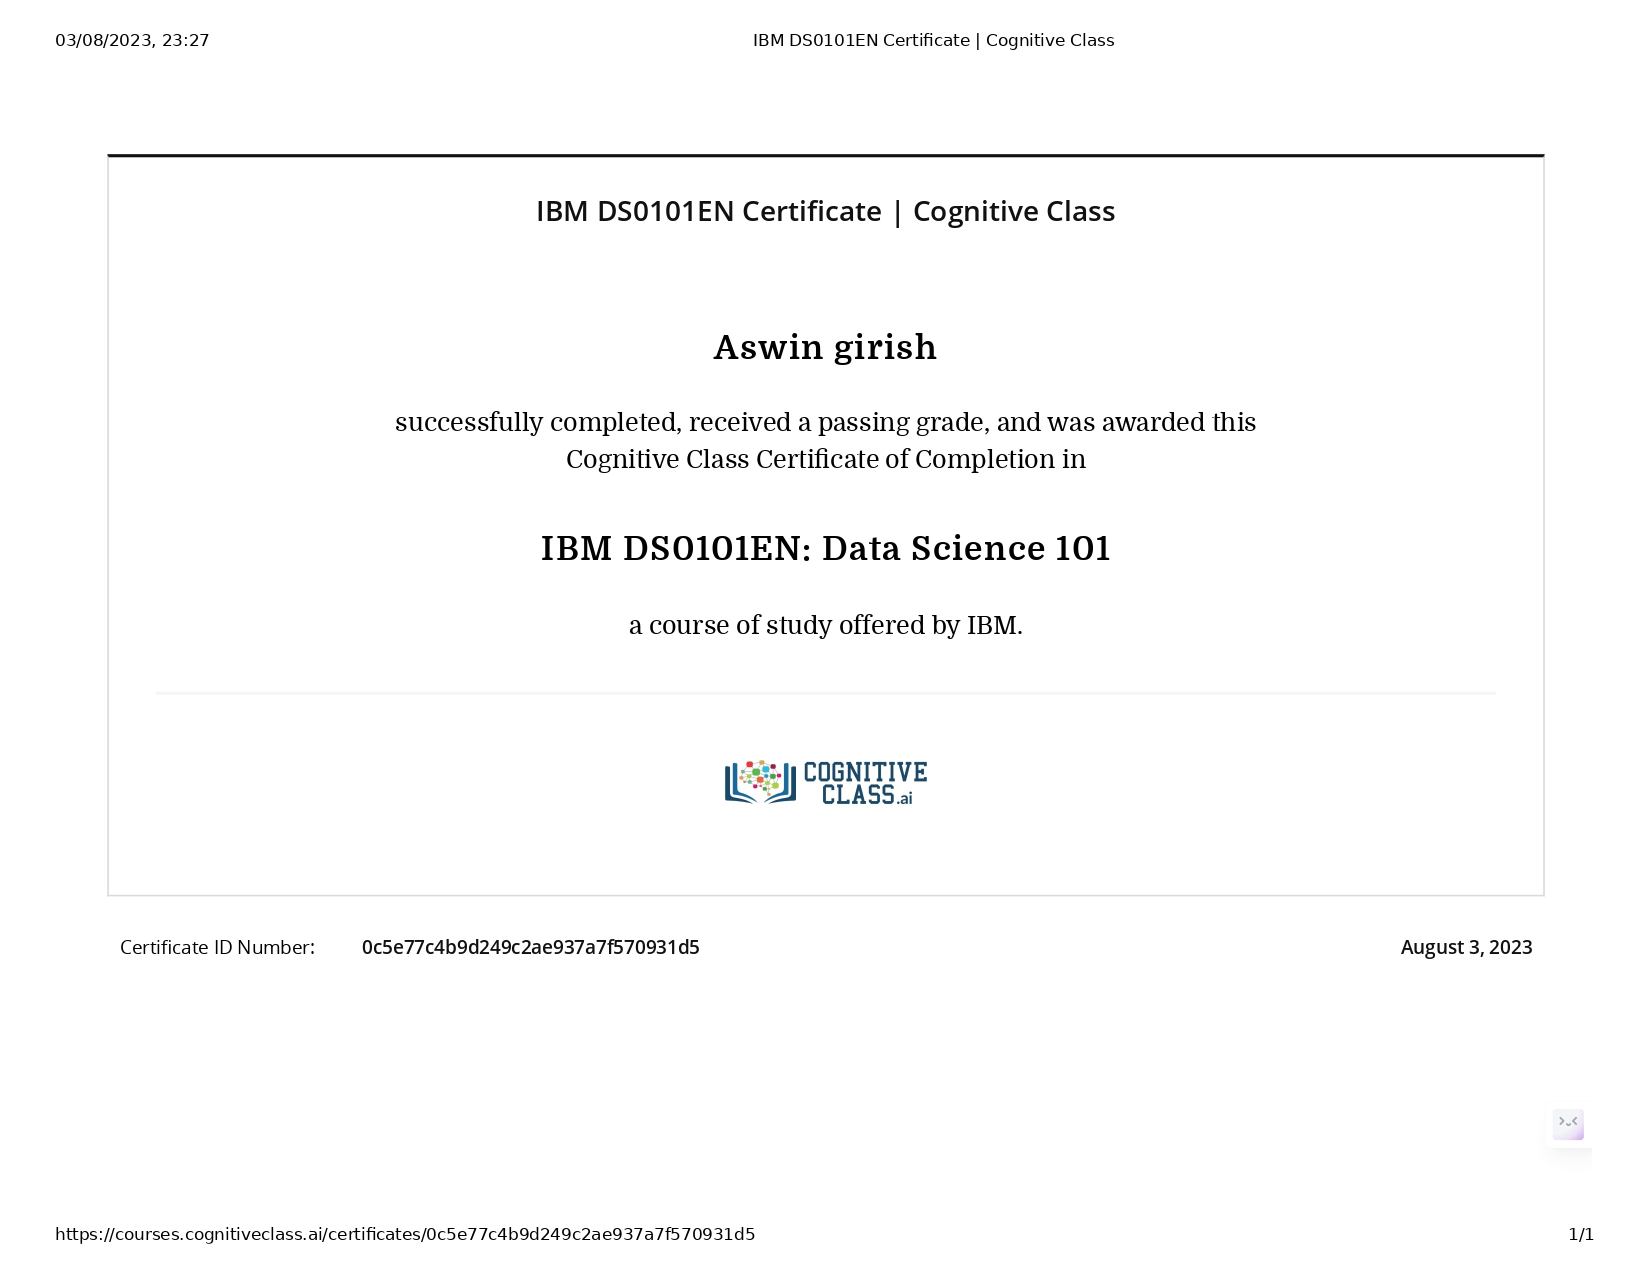 03/08/2023, 23:27
IBM DS0101EN Certificate | Cognitive Class
IBM DS0101EN Certificate | Cognitive Class
Aswin girish
successfully completed, received a passing grade, and was awarded this
Cognitive Class Certificate of Completion in
IBM DS0101EN: Data Science 101
a course of study offered by IBM.
COGNITIVE
CLASS.ai
Certificate ID Number: 0c5e77c4b9d249c2ae937a7f570931d5
August 3, 2023
https://courses.cognitiveclass.ai/certificates/0c5e77c4b9d249c2ae937a7f570931d5
1/1